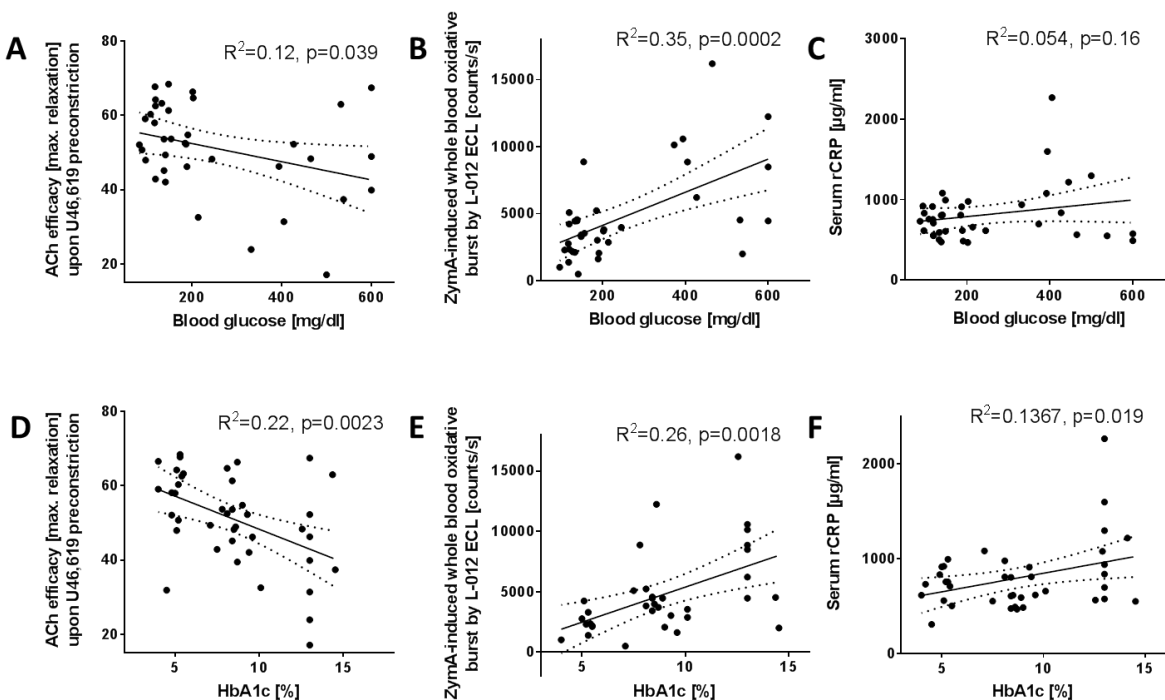 A
R²=0.12, p=0.039
ACh efficacy [max. relaxation]
upon U46,619 preconstriction
80
60
40
20
200
400
600
Blood glucose [mg/dl]
B
R²=0.35, p=0.0002
ZymA-induced whole blood oxidative
burst by L-012 ECL [counts/s]
15000
10000
5000
0
200
400
600
Blood glucose [mg/dl]
C
R²=0.054, p=0.16
Serum rCRP [µg/ml]
3000
2000
1000
0
200
400
600
Blood glucose [mg/dl]
D
R²=0.22, p=0.0023
ACh efficacy [max. relaxation]
upon U46,619 preconstriction
80
60
40
20
5
10
15
HbA1c [%]
E
R²=0.26, p=0.0018
ZymA-induced whole blood oxidative
burst by L-012 ECL [counts/s]
15000
10000
5000
0
5
10
15
HbA1c [%]
F
R²=0.1367, p=0.019
Serum rCRP [µg/ml]
2000
1000
0
5
10
15
HbA1c [%]